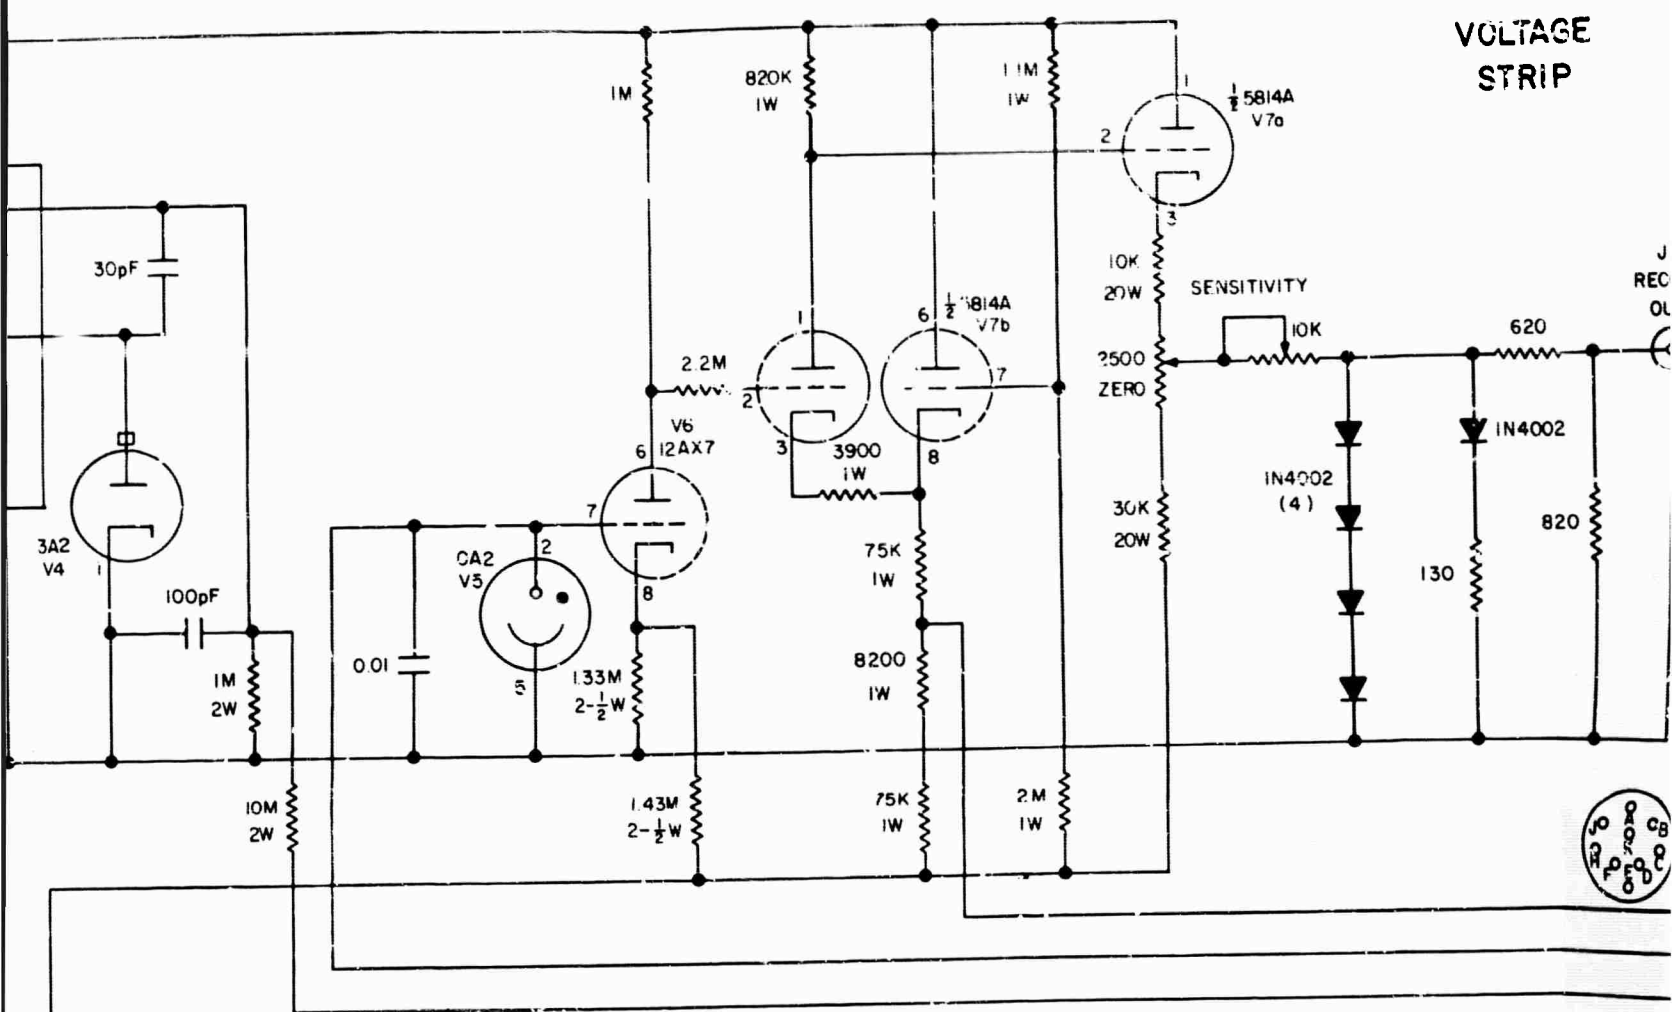 VOLTAGE
STRIP
1M
820K
1W
1W
1
½ 5814A
V7a
2
3
30pF
10K
20W
SENSITIVITY
10K
J
REC
OU
1
6
½ 5814A
V7b
2500
ZERO
620
2.2M
2
7
V6
12AX7
6
3
3900
1W
8
1N4002
1N4002
(4)
7
3A2
V4
1
2
V5
8
75K
1W
30K
20W
130
820
100pF
0.01
5
1.33M
2-½W
8200
1W
1M
2W
10M
2W
1.43M
2-½W
75K
1W
2M
1W
J
A
B
H
K
C
F
E
D